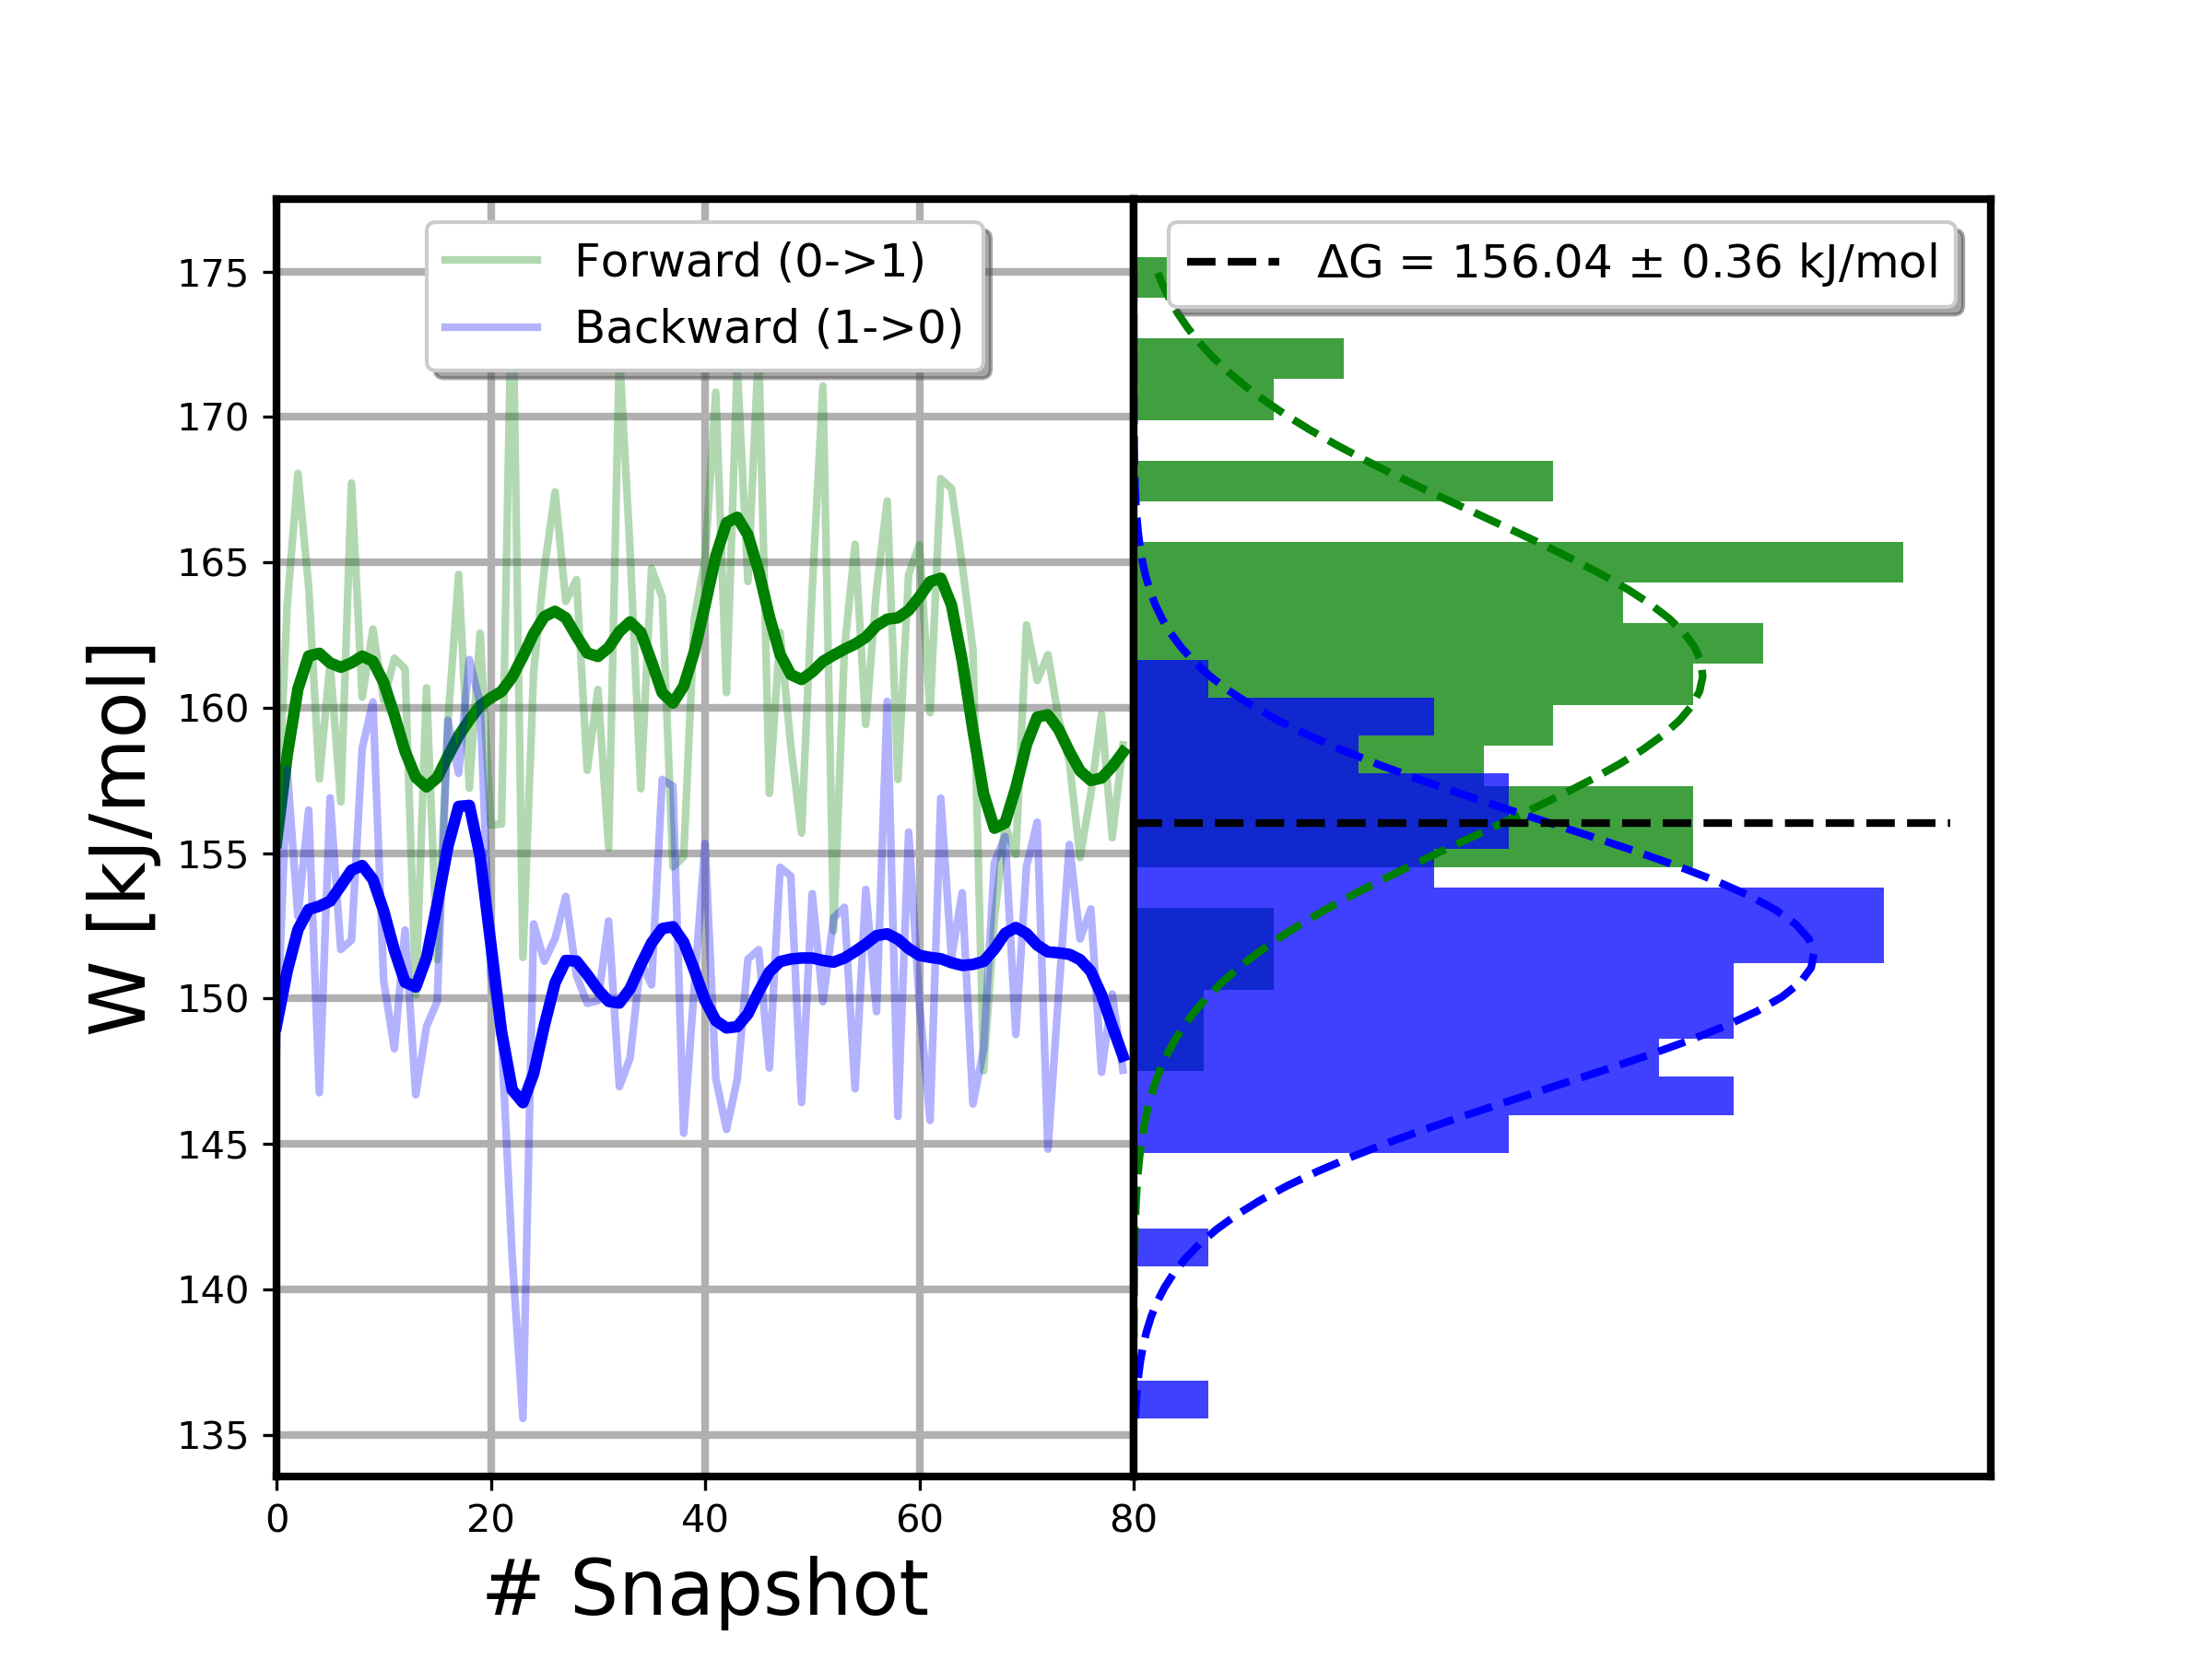 Forward (0->1)
Backward (1->0)
ΔG = 156.04 ± 0.36 kJ/mol
175
170
165
160
155
150
145
140
135
W [kJ/mol]
0 20 40 60 80
# Snapshot